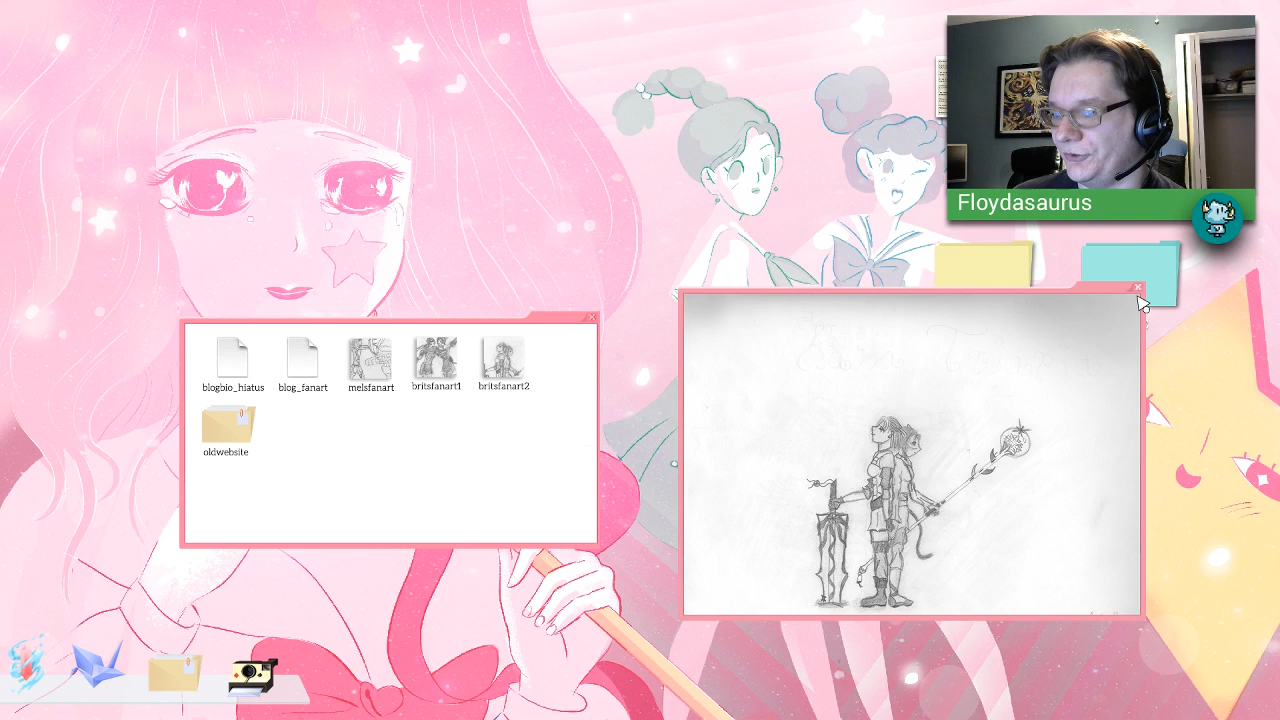 Floydasaurus
blogbio_hiatus
blog_fanart
melsfanart
britsfanart1
britsfanart2
oldwebsite